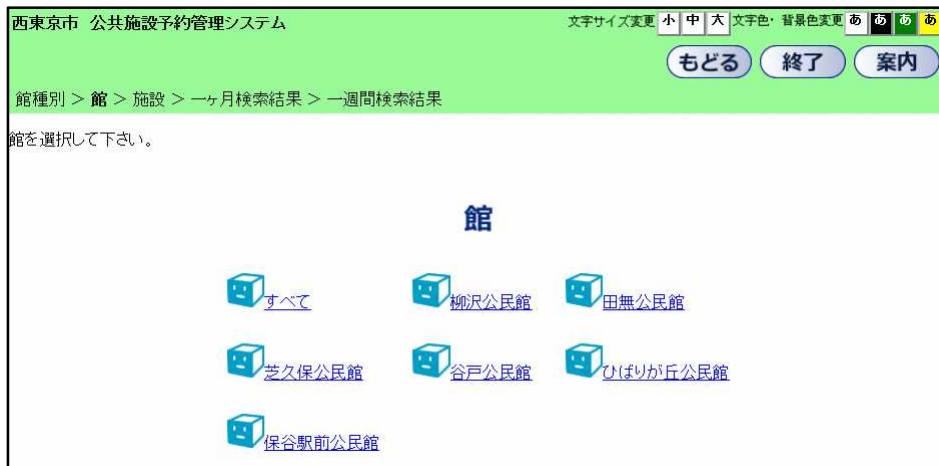 西東京市 公共施設予約管理システム
文字サイズ変更 小 中 大 文字色・背景色変更 あ あ あ あ
もどる 終了 案内
館種別 > 館 > 施設 > 一ヶ月検索結果 > 一週間検索結果
館を選択して下さい。
館
すべて 柳沢公民館 田無公民館
芝久保公民館 谷戸公民館 ひばりが丘公民館
保谷駅前公民館